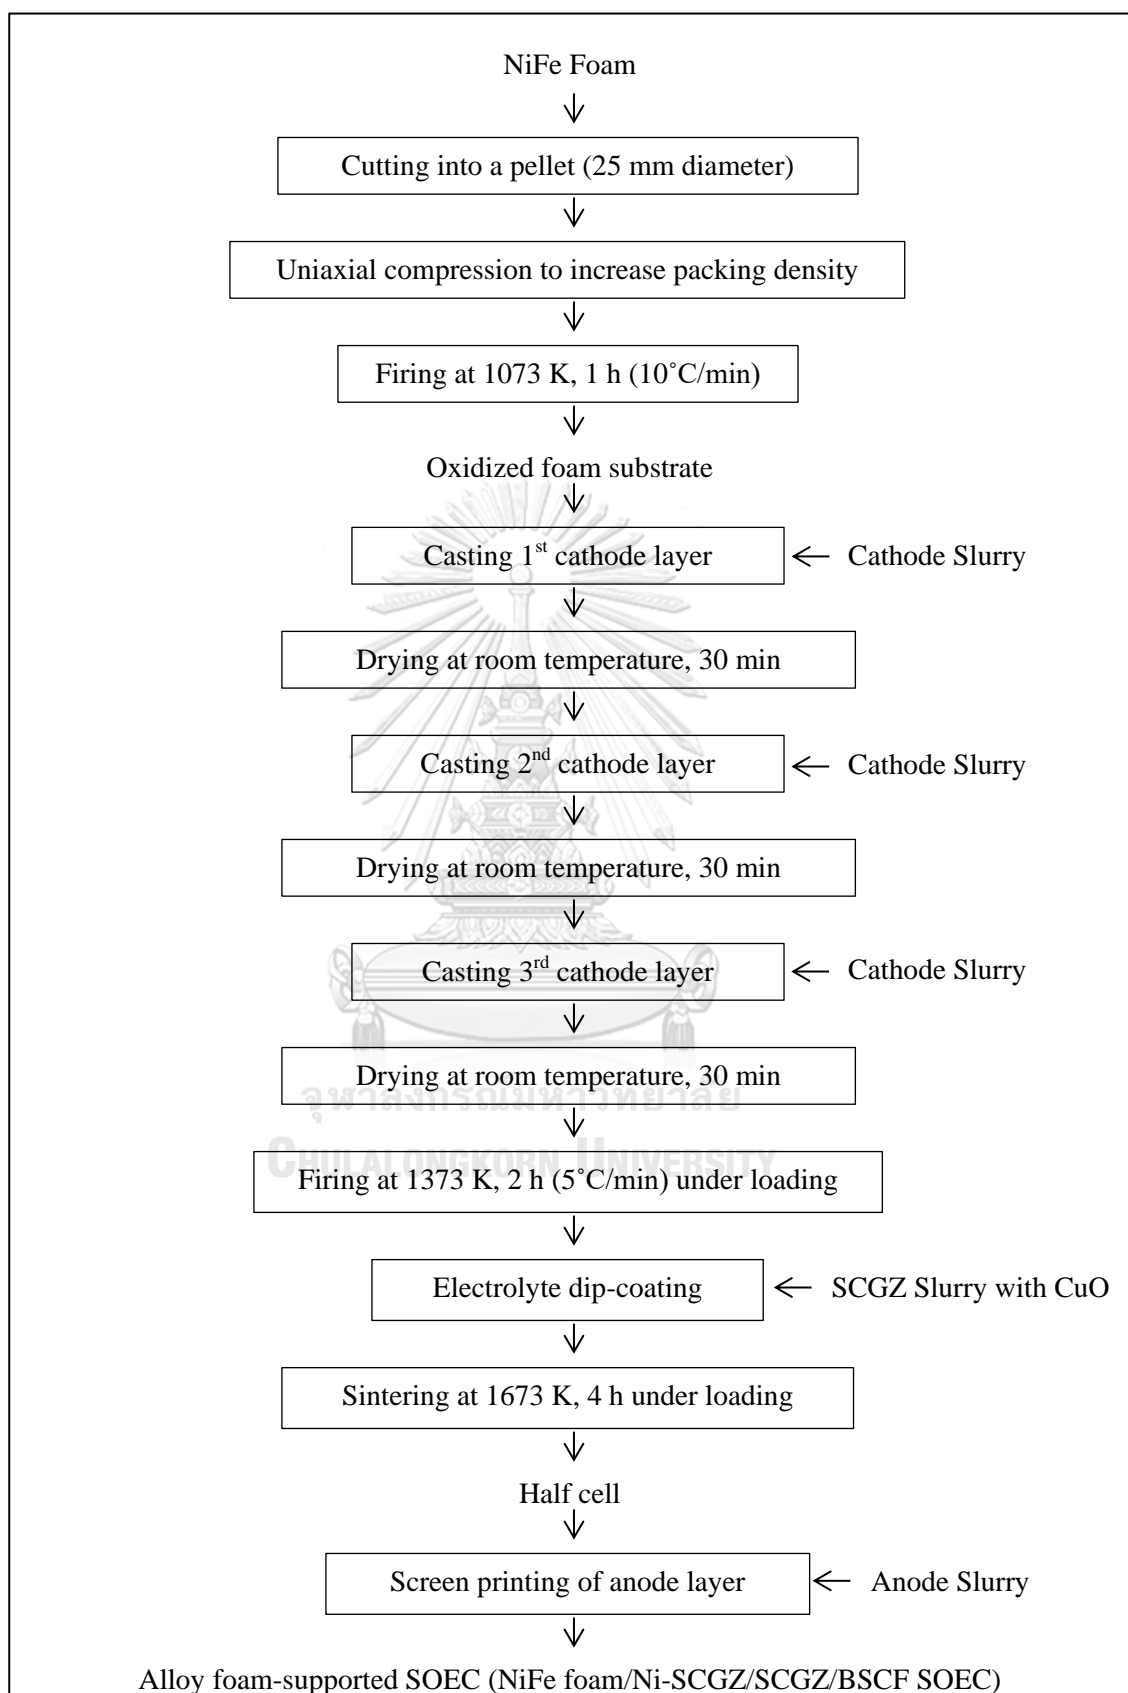 NiFe Foam
Cutting into a pellet (25 mm diameter)
Uniaxial compression to increase packing density
Firing at 1073 K, 1 h (10˚C/min)
Oxidized foam substrate
Casting 1st cathode layer
Cathode Slurry
Drying at room temperature, 30 min
Casting 2nd cathode layer
Cathode Slurry
Drying at room temperature, 30 min
Casting 3rd cathode layer
Cathode Slurry
Drying at room temperature, 30 min
จุฬาลงกรณ์มหาวิทยาลัย
CHULALONGKORN UNIVERSITY
Firing at 1373 K, 2 h (5˚C/min) under loading
Electrolyte dip-coating
SCGZ Slurry with CuO
Sintering at 1673 K, 4 h under loading
Half cell
Screen printing of anode layer
Anode Slurry
Alloy foam-supported SOEC (NiFe foam/Ni-SCGZ/SCGZ/BSCF SOEC)